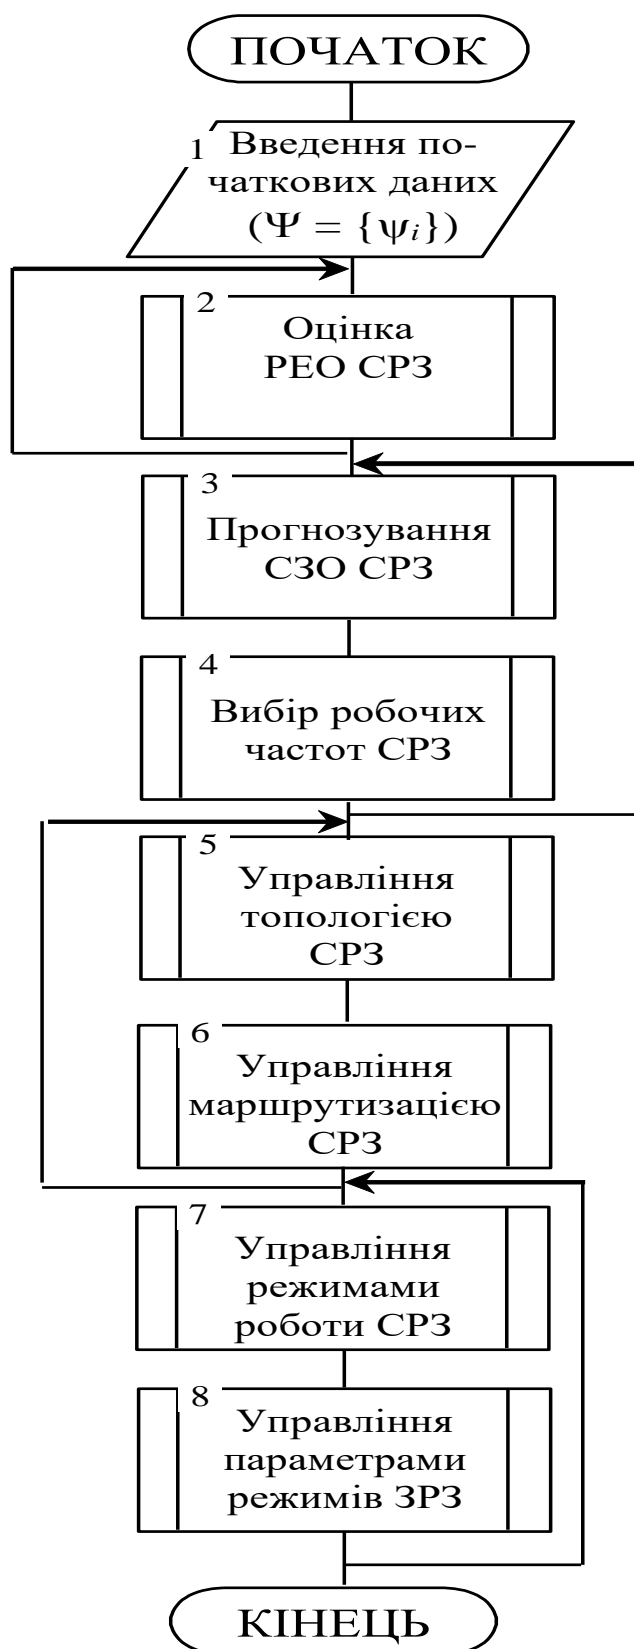 ПОЧАТОК
1
Введення по-
чаткових даних
(Ψ = {ψi})
2
Оцінка
РЕО СРЗ
3
Прогнозування
СЗО СРЗ
4
Вибір робочих
частот СРЗ
5
Управління
топологією
СРЗ
6
Управління
маршрутизацією
СРЗ
7
Управління
режимами
роботи СРЗ
8
Управління
параметрами
режимів ЗРЗ
КІНЕЦЬ